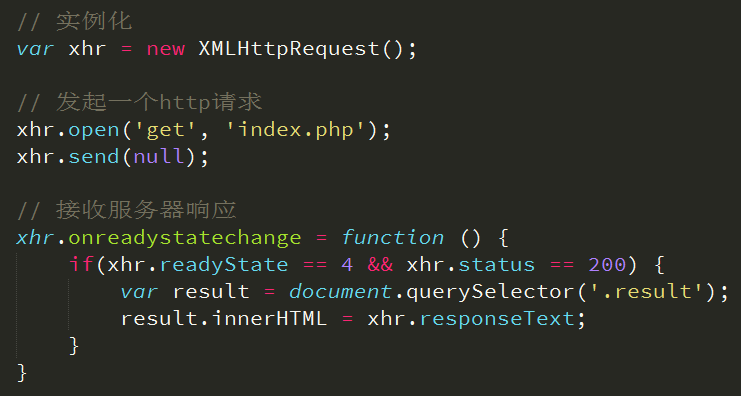 // 实例化
var xhr = new XMLHttpRequest();
// 发起一个http请求
xhr.open('get', 'index.php');
xhr.send(null);
// 接收服务器响应
xhr.onreadystatechange = function () {
    if(xhr.readyState == 4 && xhr.status == 200) {
        var result = document.querySelector('.result');
        result.innerHTML = xhr.responseText;
    }
}